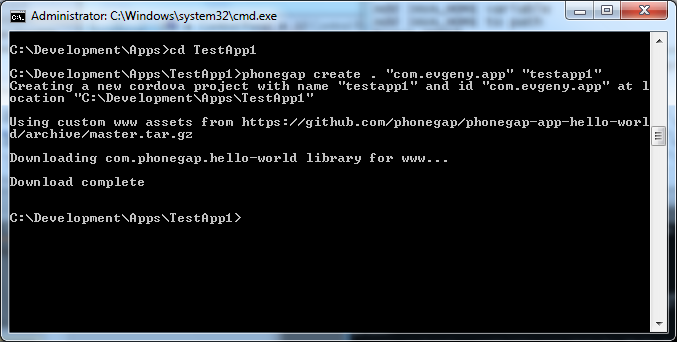 Administrator: C:\Windows\system32\cmd.exe
C:\Development\Apps>cd TestApp1
C:\Development\Apps\TestApp1>phonegap create . "com.evgeny.app" "testapp1"
Creating a new cordova project with name "testapp1" and id "com.evgeny.app" at l
ocation "C:\Development\Apps\TestApp1"
Using custom www assets from https://github.com/phonegap/phonegap-app-hello-worl
d/archive/master.tar.gz
Downloading com.phonegap.hello-world library for www...
Download complete
C:\Development\Apps\TestApp1>